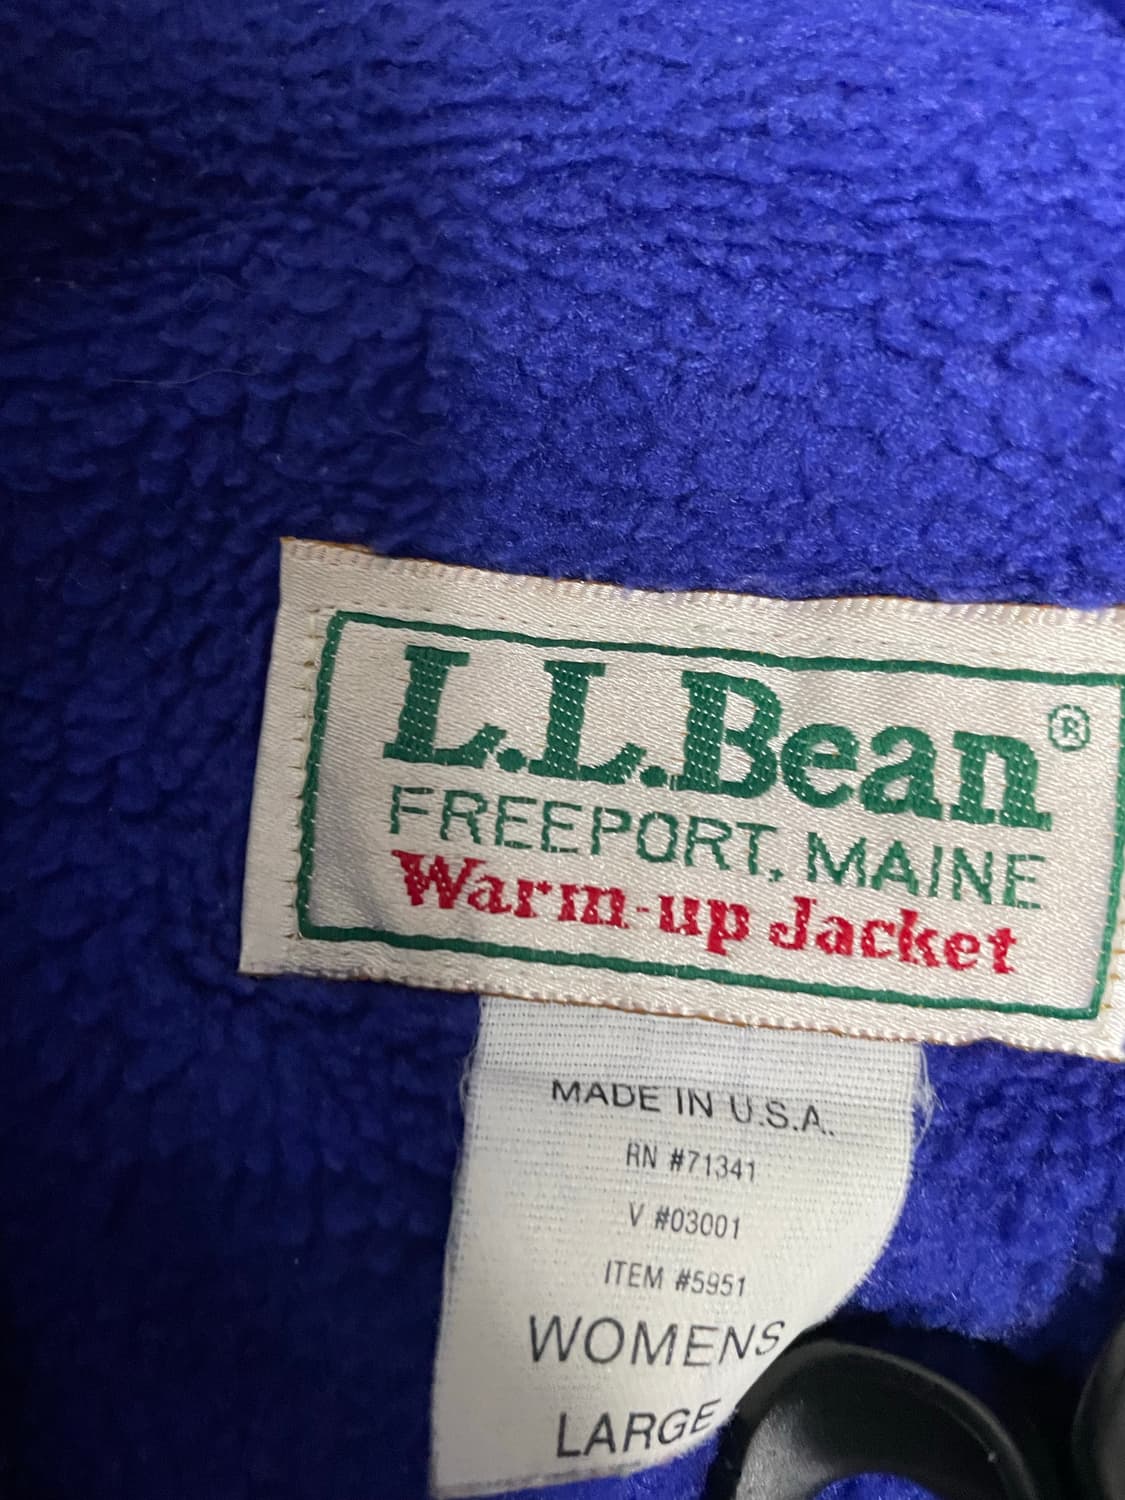 L.L.Bean®
FREEPORT, MAINE
Warm-up Jacket
MADE IN U.S.A.
RN #71341
V #03001
ITEM #5951
WOMENS
LARGE